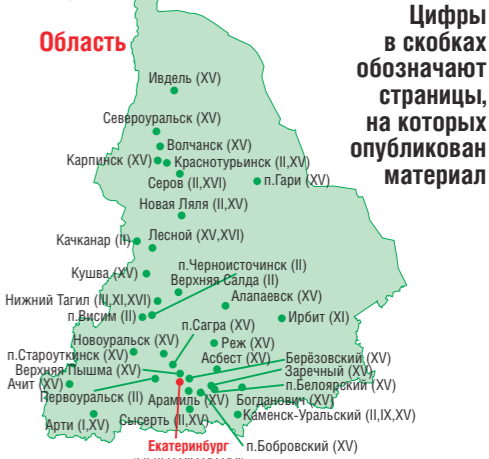 Область
Цифры
в скобках
обозначают
страницы,
на которых
опубликован
материал
Ивдель (XV)
Североуральск (XV)
Волчанск (XV)
Карпинск (XV)
Краснотурьинск (II,XV)
Серов (II,XVI)
п.Гари (XV)
Новая Ляля (II,XV)
Качканар (II)
Лесной (XV,XVI)
п.Черноисточинск (II)
Кушва (XV)
Верхняя Салда (II)
Нижний Тагил (III,XI,XVI)
Алапаевск (XV)
п.Висим (II)
Ирбит (XI)
п.Сагра (XV)
Новоуральск (XV)
Реж (XV)
п.Староуткинск (XV)
Асбест (XV)
Берёзовский (XV)
Верхняя Пышма (XV)
Заречный (XV)
Ачит (XV)
п.Белоярский (XV)
Первоуральск (II)
Арамиль (XV)
Богданович (XV)
Арти (I,XV)
Сысерть (II,XV)
Каменск-Уральский (II,IX,XV)
Екатеринбург
п.Бобровский (XV)